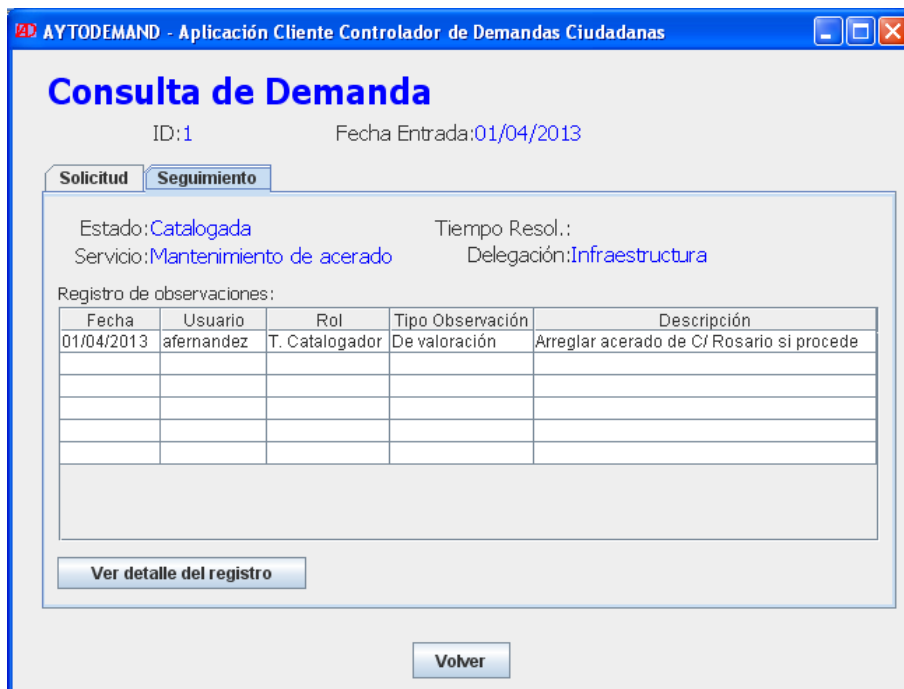 AYTODEMAND - Aplicación Cliente Controlador de Demandas Ciudadanas
Consulta de Demanda
ID:1 Fecha Entrada:01/04/2013
Solicitud Seguimiento
Estado:Catalogada Tiempo Resol.:
Servicio:Mantenimiento de acerado Delegación:Infraestructura
Registro de observaciones:
Fecha Usuario Rol Tipo Observación Descripción
01/04/2013 afernandez T. Catalogador De valoración Arreglar acerado de C/ Rosario si procede
Ver detalle del registro
Volver